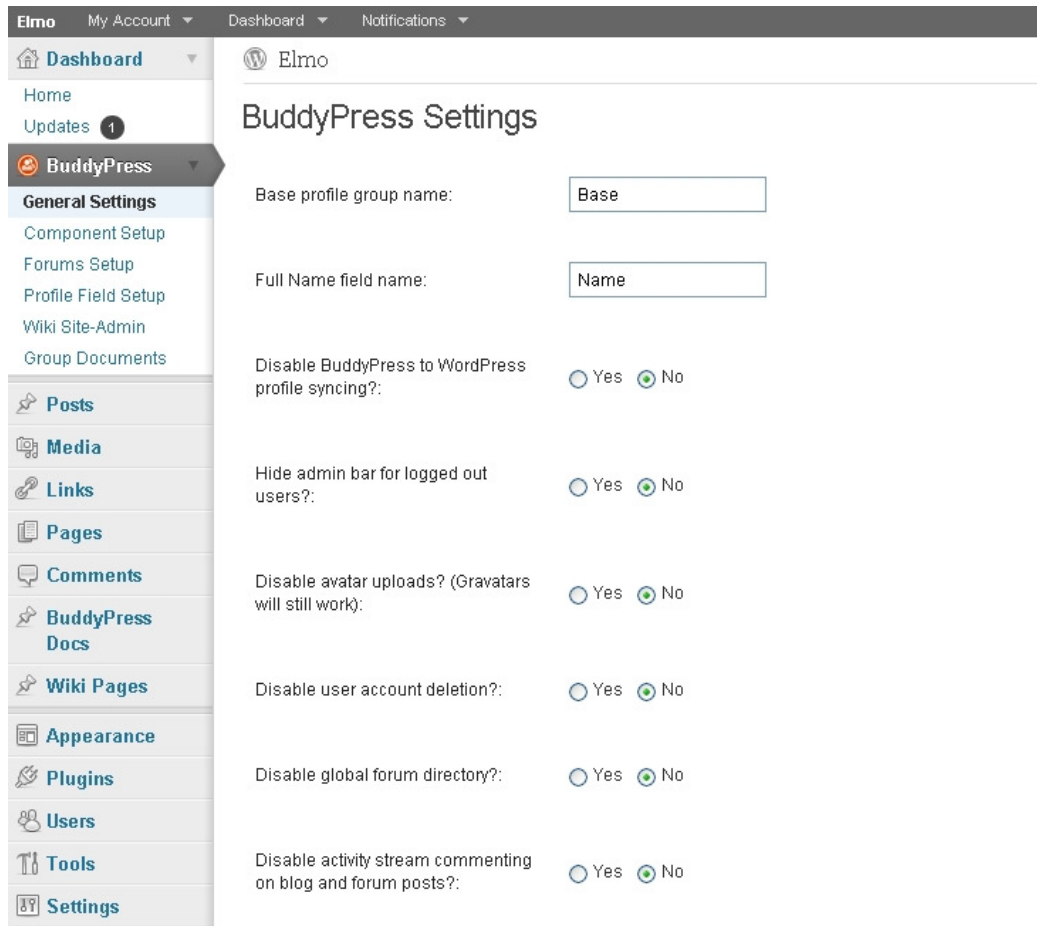 Elmo My Account Dashboard Notifications
Dashboard
Home
Updates 1
BuddyPress
General Settings
Component Setup
Forums Setup
Profile Field Setup
Wiki Site-Admin
Group Documents
Posts
Media
Links
Pages
Comments
BuddyPress
Docs
Wiki Pages
Appearance
Plugins
Users
Tools
Settings
Elmo
BuddyPress Settings
Base profile group name: Base
Full Name field name: Name
Disable BuddyPress to WordPress
profile syncing?: Yes No
Hide admin bar for logged out
users?: Yes No
Disable avatar uploads? (Gravatars
will still work): Yes No
Disable user account deletion?: Yes No
Disable global forum directory?: Yes No
Disable activity stream commenting
on blog and forum posts?: Yes No